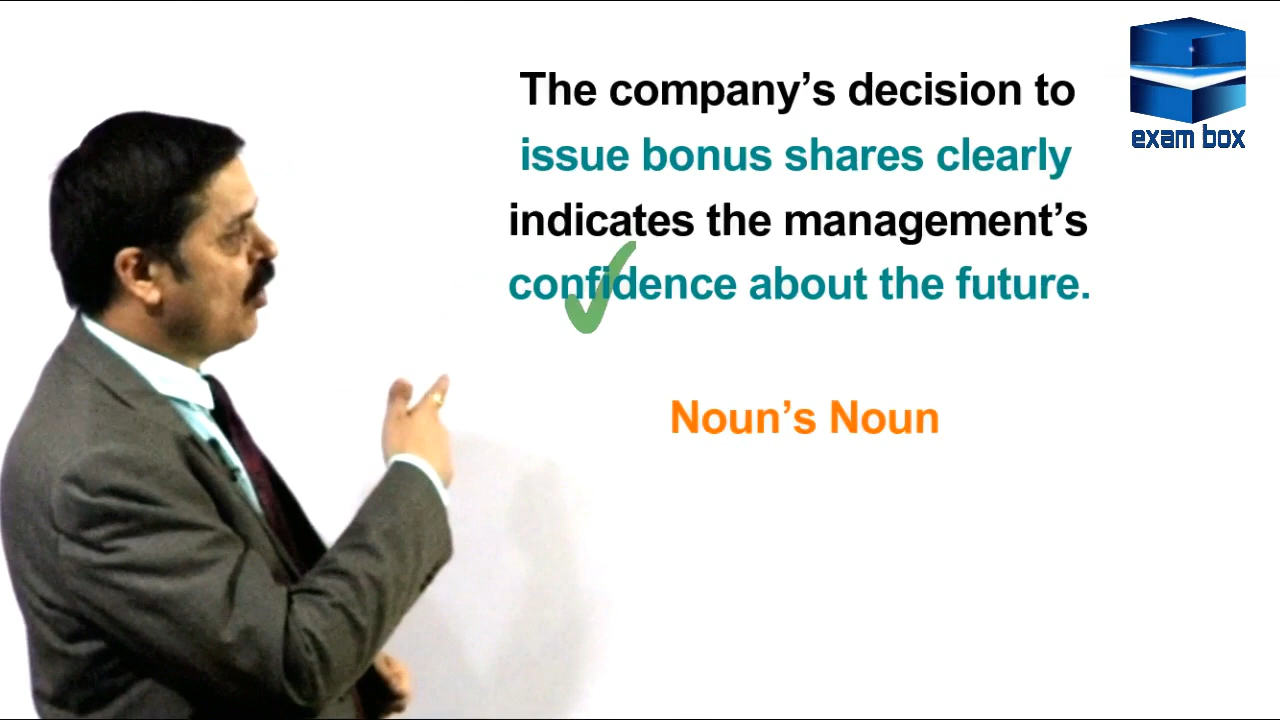 The company’s decision to
issue bonus shares clearly
indicates the management’s
confidence about the future.
Noun’s Noun
exam box